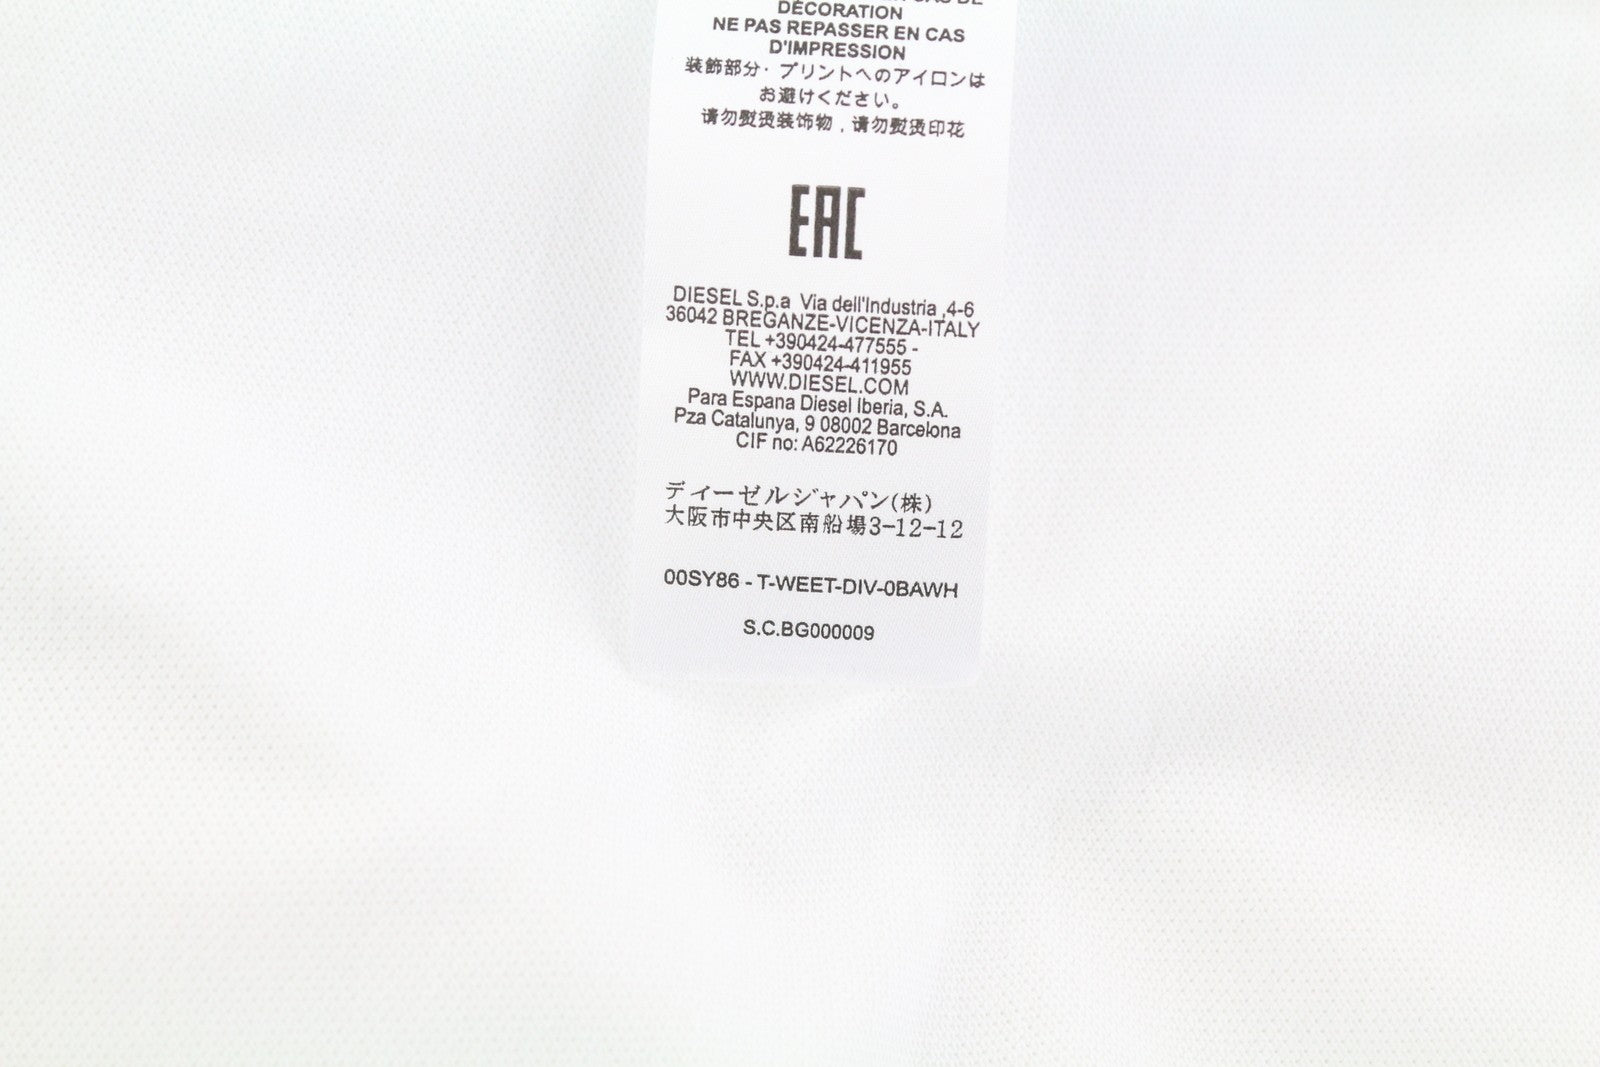 DÉCORATION
NE PAS REPASSER EN CAS
D'IMPRESSION
装飾部分・プリントへのアイロンは
お避けください。
请勿熨烫装饰物，请勿熨烫印花
EAC
DIESEL S.p.a Via dell'Industria ,4-6
36042 BREGANZE-VICENZA-ITALY
TEL +390424-477555 -
FAX +390424-411955
WWW.DIESEL.COM
Para Espana Diesel Iberia, S.A.
Pza Catalunya, 9 08002 Barcelona
CIF no: A62226170
ディーゼルジャパン(株)
大阪市中央区南船場3-12-12
00SY86 - T-WEET-DIV-0BAWH
S.C.BG000009